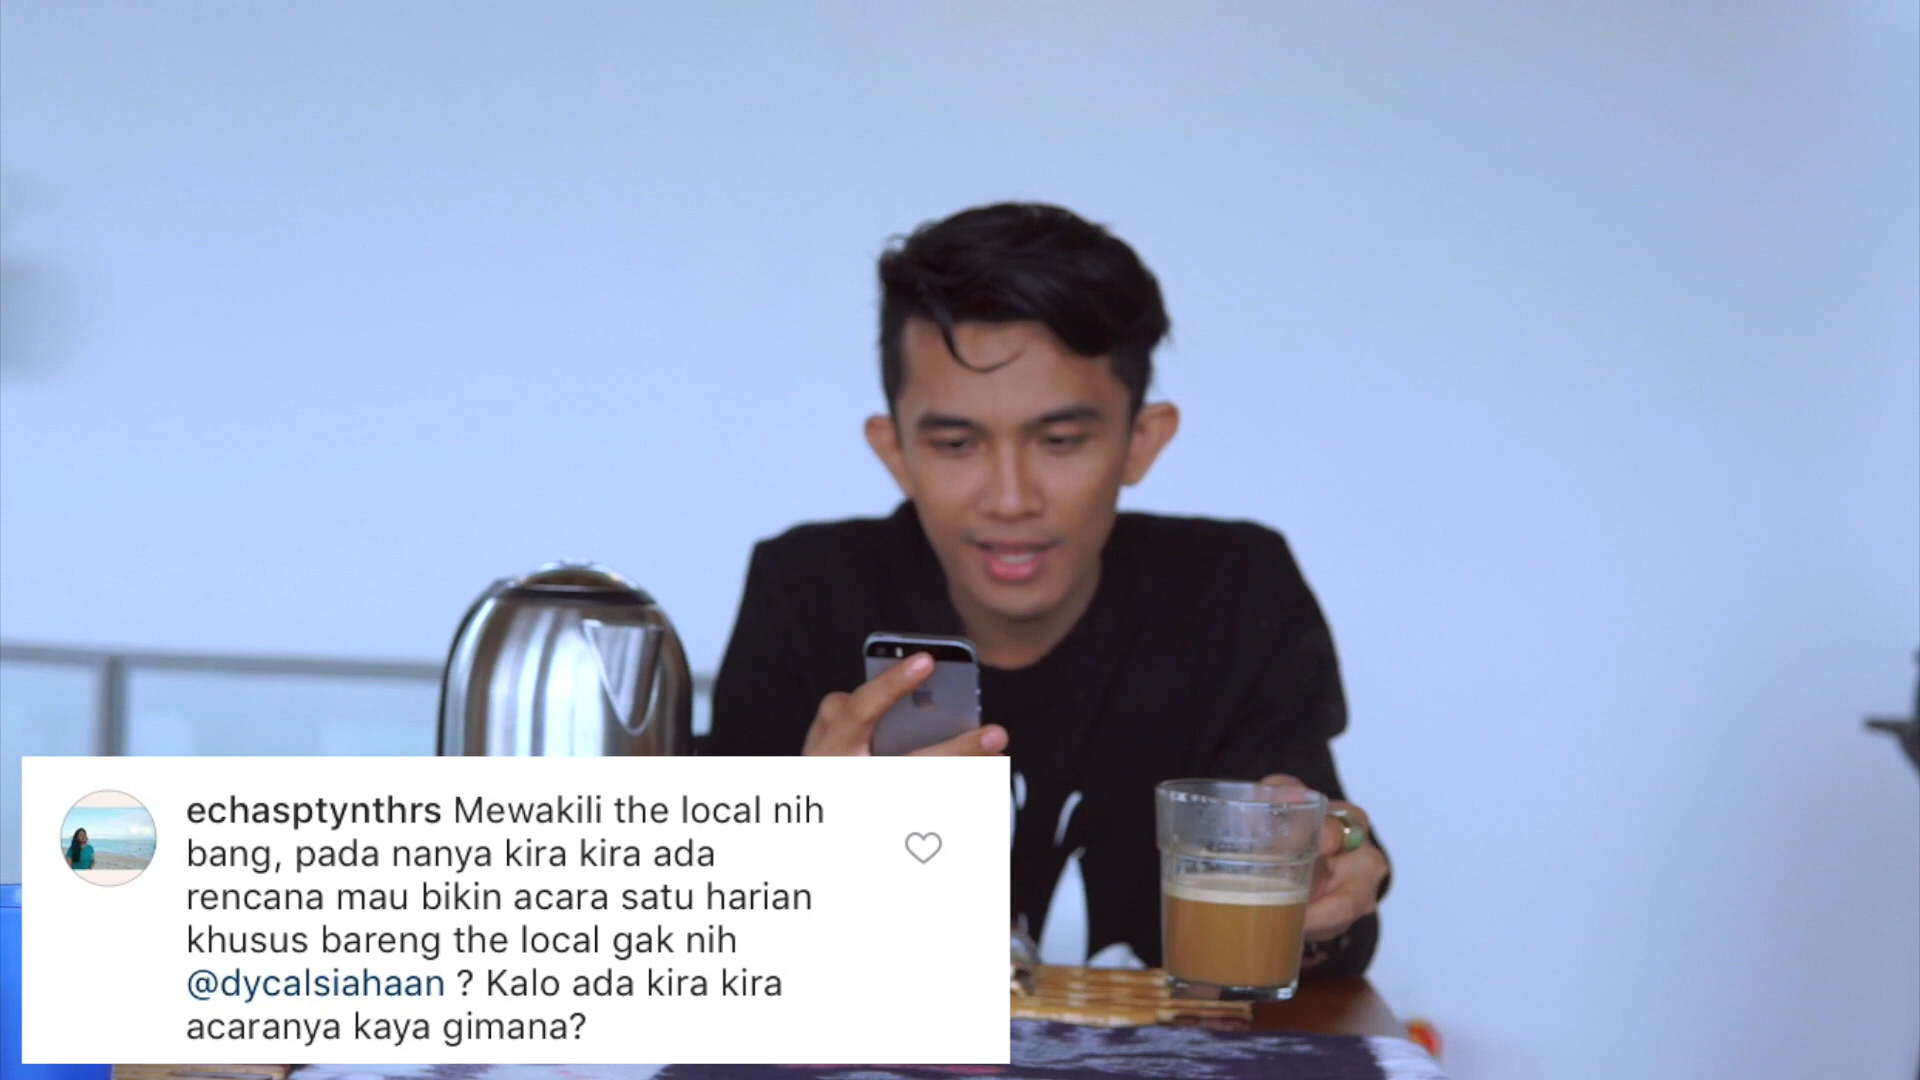 echasptynthrs Mewakili the local nih
bang, pada nanya kira kira ada
rencana mau bikin acara satu harian
khusus bareng the local gak nih
@dycalsiahaan ? Kalo ada kira kira
acaranya kaya gimana?